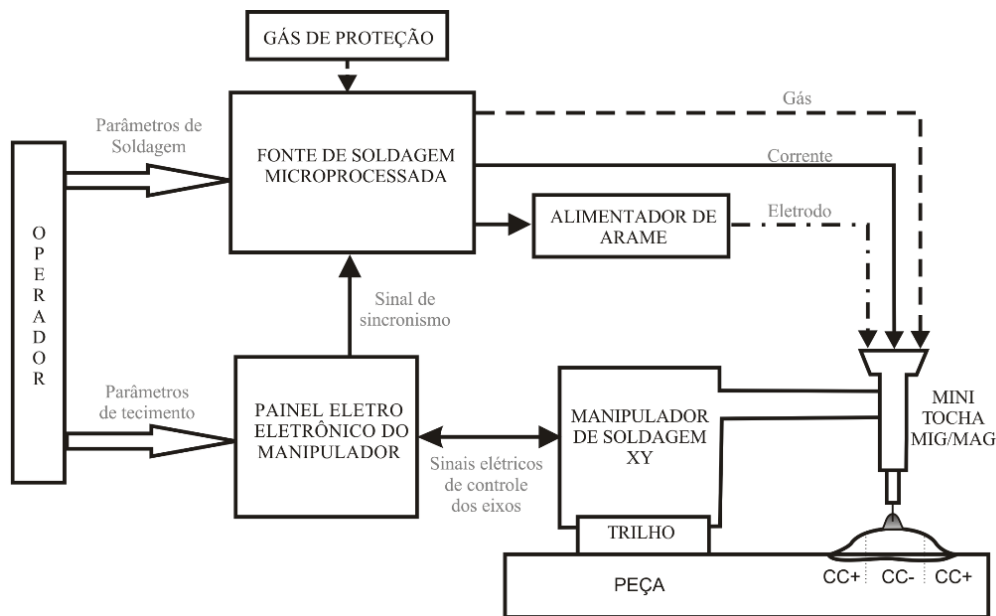 GÁS DE PROTEÇÃO
Gás
Parâmetros de
Soldagem
FONTE DE SOLDAGEM
MICROPROCESSADA
Corrente
ALIMENTADOR DE
ARAME
Eletrodo
OPERADOR
Sinal de
sincronismo
Parâmetros
de tecimento
PAINEL ELETRO
ELETRÔNICO DO
MANIPULADOR
Sinais elétricos
de controle
dos eixos
MANIPULADOR
DE SOLDAGEM
XY
MINI
TOCHA
MIG/MAG
TRILHO
PEÇA
CC+ CC- CC+